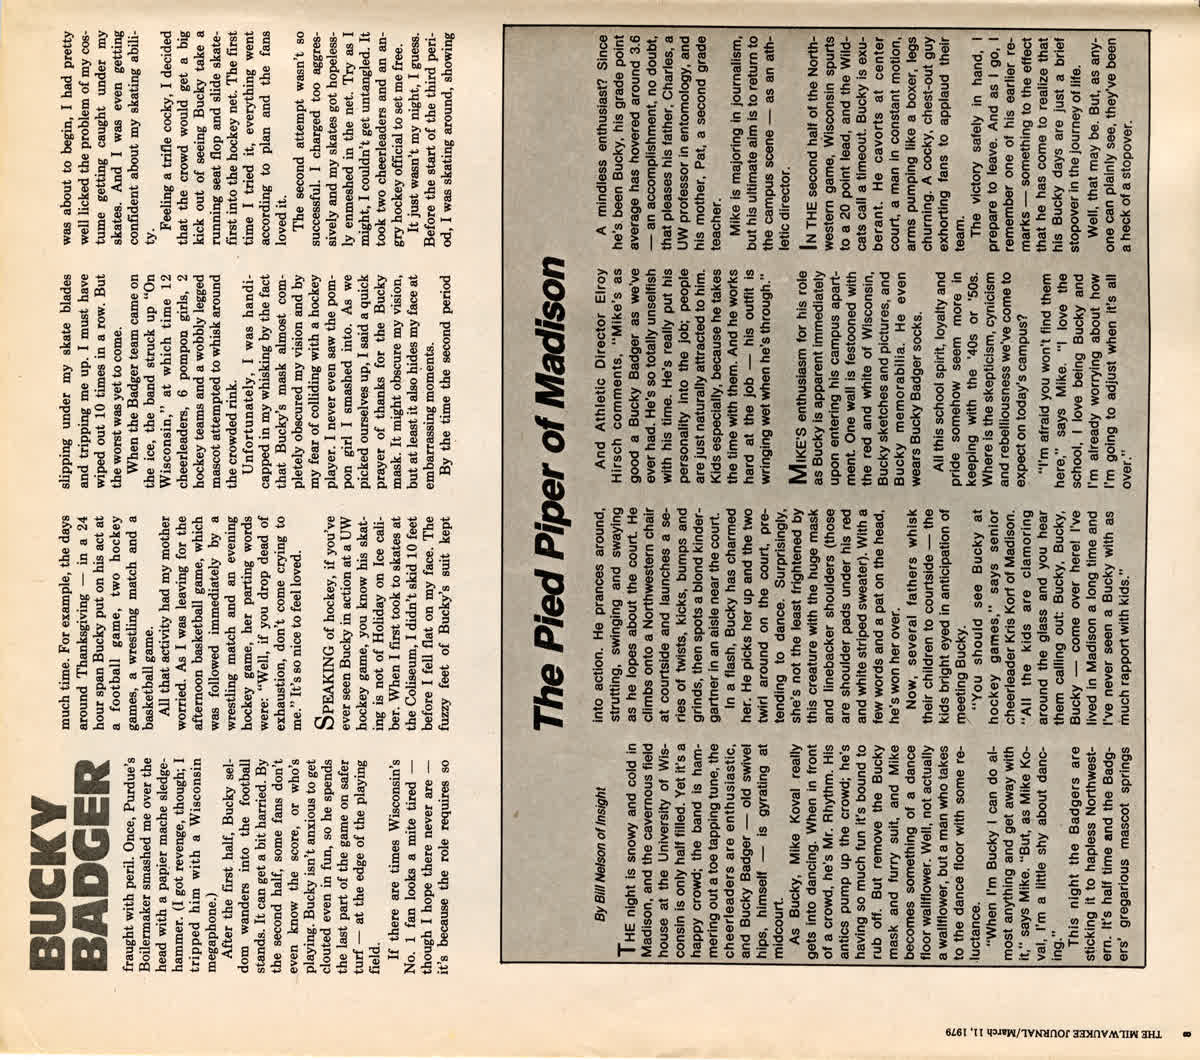 BUCKY
BADGER
fraught with peril. Once, Purdue's
Boilermaker smashed me over the
head with a papier mache sledge-
hammer. (I got revenge, though; I
tripped him with a Wisconsin
megaphone.)
After the first half, Bucky sel-
dom wanders into the football
stands. It can get a bit harried. By
the second half, some fans don't
even know the score, or who's
playing. Bucky isn't anxious to get
clouted even in fun, so he spends
the last part of the game on safer
turf — at the edge of the playing
field.
If there are times Wisconsin's
No. 1 fan looks a mite tired —
though I hope there never are —
it's because the role requires so
much time. For example, the days
around Thanksgiving — in a 24
hour span Bucky put on his act at
a football game, two hockey
games, a wrestling match and a
basketball game.
All that activity had my mother
worried. As I was leaving for the
afternoon basketball game, which
was followed immediately by a
wrestling match and an evening
hockey game, her parting words
were: "Well, if you drop dead of
exhaustion, don't come crying to
me." It's so nice to feel loved.
SPEAKING of hockey, if you've
ever seen Bucky in action at a UW
hockey game, you know his skat-
ing is not of Holiday on Ice cali-
ber. When I first took to skates at
the Coliseum, I didn't skid 10 feet
before I fell flat on my face. The
fuzzy feet of Bucky's suit kept
slipping under my skate blades
and tripping me up. I must have
wiped out 10 times in a row. But
the worst was yet to come.
When the Badger team came on
the ice, the band struck up "On
Wisconsin," at which time 12
cheerleaders, 6 pompon girls, 2
hockey teams and a wobbly legged
mascot attempted to whisk around
the crowded rink.
Unfortunately, I was handi-
capped in my whisking by the fact
that Bucky's mask almost com-
pletely obscured my vision and by
my fear of colliding with a hockey
player. I never even saw the pom-
pon girl I smashed into. As we
picked ourselves up, I said a quick
prayer of thanks for the Bucky
mask. It might obscure my vision,
but at least it also hides my face at
embarrassing moments.
By the time the second period
was about to begin, I had pretty
well licked the problem of my cos-
tume getting caught under my
skates. And I was even getting
confident about my skating abili-
ty.
Feeling a trifle cocky, I decided
that the crowd would get a big
kick out of seeing Bucky take a
running seat flop and slide skate-
first into the hockey net. The first
time I tried it, everything went
according to plan and the fans
loved it.
The second attempt wasn't so
successful. I charged too aggres-
sively and my skates got hopeless-
ly enmeshed in the net. Try as I
might, I couldn't get untangled. It
took two cheerleaders and an an-
gry hockey official to set me free.
It just wasn't my night, I guess.
Before the start of the third peri-
od, I was skating around, showing
The Pied Piper of Madison
By Bill Nelson of Insight
THE night is snowy and cold in
Madison, and the cavernous field
house at the University of Wis-
consin is only half filled. Yet it's a
happy crowd; the band is ham-
mering out a toe tapping tune, the
cheerleaders are enthusiastic,
and Bucky Badger — old swivel
hips, himself — is gyrating at
midcourt.
As Bucky, Mike Koval really
gets into dancing. When in front
of a crowd, he's Mr. Rhythm. His
antics pump up the crowd; he's
having so much fun it's bound to
rub off. But remove the Bucky
mask and furry suit, and Mike
becomes something of a dance
floor wallflower. Well, not actually
a wallflower, but a man who takes
to the dance floor with some re-
luctance.
"When I'm Bucky I can do al-
most anything and get away with
it," says Mike. "But, as Mike Ko-
val, I'm a little shy about danc-
ing."
This night the Badgers are
sticking it to hapless Northwest-
ern. It's half time and the Badg-
ers' gregarious mascot springs
into action. He prances around,
strutting, swinging and swaying
as he lopes about the court. He
climbs onto a Northwestern chair
at courtside and launches a se-
ries of twists, kicks, bumps and
grinds, then spots a blond kinder-
gartner in an aisle near the court.
In a flash, Bucky has charmed
her. He picks her up and the two
twirl around on the court, pre-
tending to dance. Surprisingly,
she's not the least frightened by
this creature with the huge mask
and linebacker shoulders (those
are shoulder pads under his red
and white striped sweater). With a
few words and a pat on the head,
he's won her over.
Now, several fathers whisk
their children to courtside — the
kids bright eyed in anticipation of
meeting Bucky.
"You should see Bucky at
hockey games," says senior
cheerleader Kris Korf of Madison.
"All the kids are clamoring
around the glass and you hear
them calling out: Bucky, Bucky,
Bucky — come over here! I've
lived in Madison a long time and
I've never seen a Bucky with as
much rapport with kids."
And Athletic Director Elroy
Hirsch comments, "Mike's as
good a Bucky Badger as we've
ever had. He's so totally unselfish
with his time. He's really put his
personality into the job; people
are just naturally attracted to him.
Kids especially, because he takes
the time with them. And he works
hard at the job — his outfit is
wringing wet when he's through."
MIKE'S enthusiasm for his role
as Bucky is apparent immediately
upon entering his campus apart-
ment. One wall is festooned with
the red and white of Wisconsin,
Bucky sketches and pictures, and
Bucky memorabilia. He even
wears Bucky Badger socks.
All this school spirit, loyalty and
pride somehow seem more in
keeping with the '40s or '50s.
Where is the skepticism, cynicism
and rebelliousness we've come to
expect on today's campus?
"I'm afraid you won't find them
here," says Mike. "I love the
school, I love being Bucky and
I'm already worrying about how
I'm going to adjust when it's all
over."
A mindless enthusiast? Since
he's been Bucky, his grade point
average has hovered around 3.6
— an accomplishment, no doubt,
that pleases his father, Charles, a
UW professor in entomology, and
his mother, Pat, a second grade
teacher.
Mike is majoring in journalism,
but his ultimate aim is to return to
the campus scene — as an ath-
letic director.
IN THE second half of the North-
western game, Wisconsin spurts
to a 20 point lead, and the Wild-
cats call a timeout. Bucky is exu-
berant. He cavorts at center
court, a man in constant motion,
arms pumping like a boxer, legs
churning. A cocky, chest-out guy
exhorting fans to applaud their
team.
The victory safely in hand, I
prepare to leave. And as I go, I
remember one of his earlier re-
marks — something to the effect
that he has come to realize that
his Bucky days are just a brief
stopover in the journey of life.
Well, that may be. But, as any-
one can plainly see, they've been
a heck of a stopover.
8 THE MILWAUKEE JOURNAL/March 11, 1979